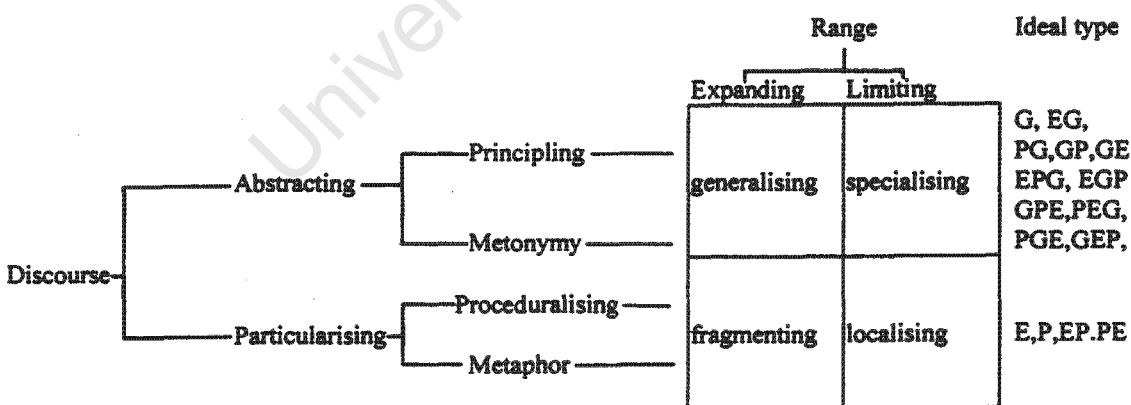 Range Ideal type
Expanding Limiting
G, EG,
Principling PG,GP,GE
Abstracting generalising specialising EPG, EGP
GPE,PEG,
Metonymy PGE,GEP,
Discourse
Proceduralising
Particularising fragmenting localising E,P,EP.PE
Metaphor
Univer